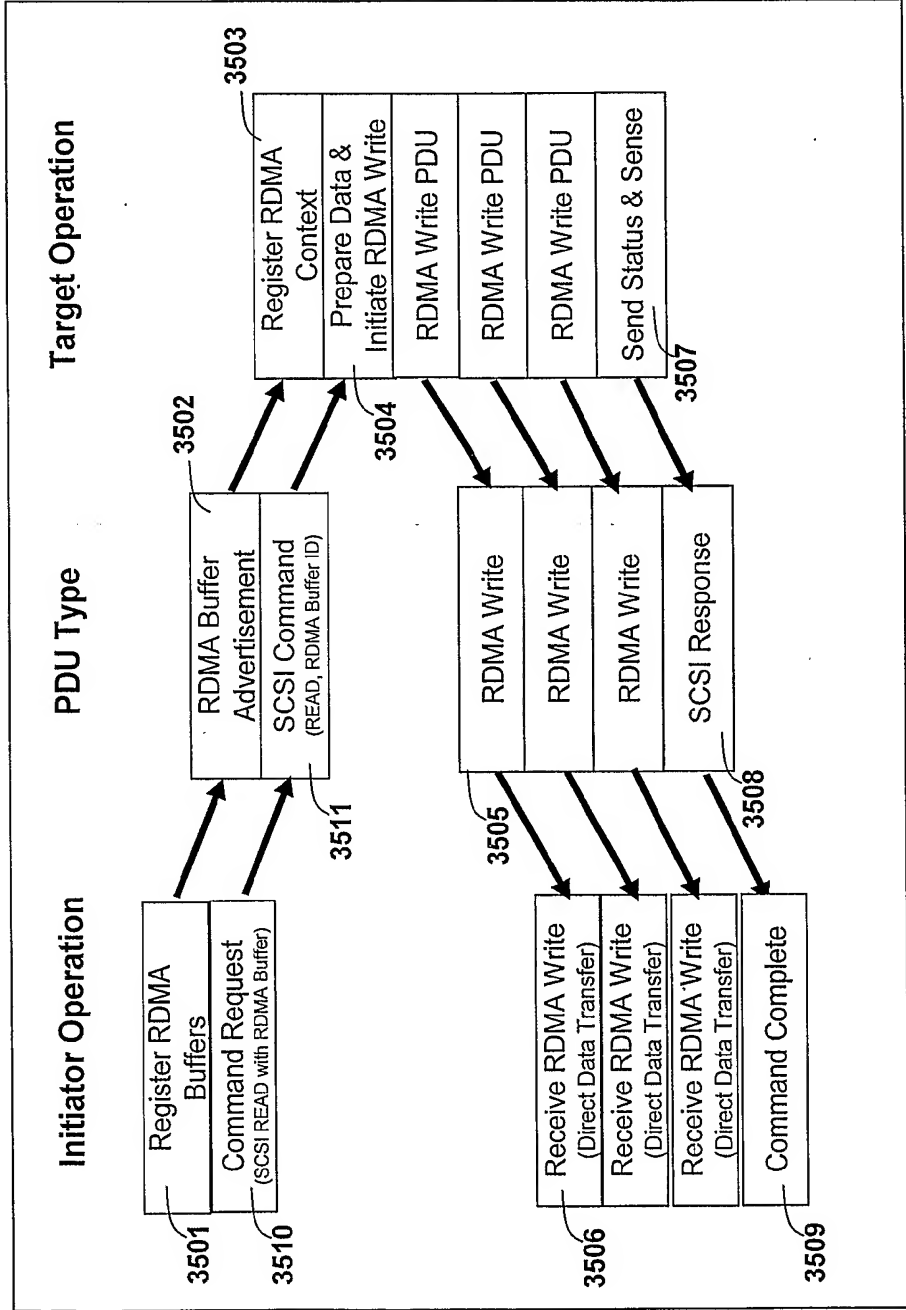 Initiator Operation
PDU Type
Target Operation
3501
Register RDMA
Buffers
3510
Command Request
(SCSI READ with RDMA Buffer)
3502
RDMA Buffer
Advertisement
SCSI Command
(READ, RDMA Buffer ID)
3511
3503
Register RDMA
Context
Prepare Data &
Initiate RDMA Write
3504
RDMA Write PDU
RDMA Write PDU
RDMA Write PDU
Send Status & Sense
3507
3505
RDMA Write
RDMA Write
RDMA Write
SCSI Response
3508
3506
Receive RDMA Write
(Direct Data Transfer)
Receive RDMA Write
(Direct Data Transfer)
Receive RDMA Write
(Direct Data Transfer)
Command Complete
3509